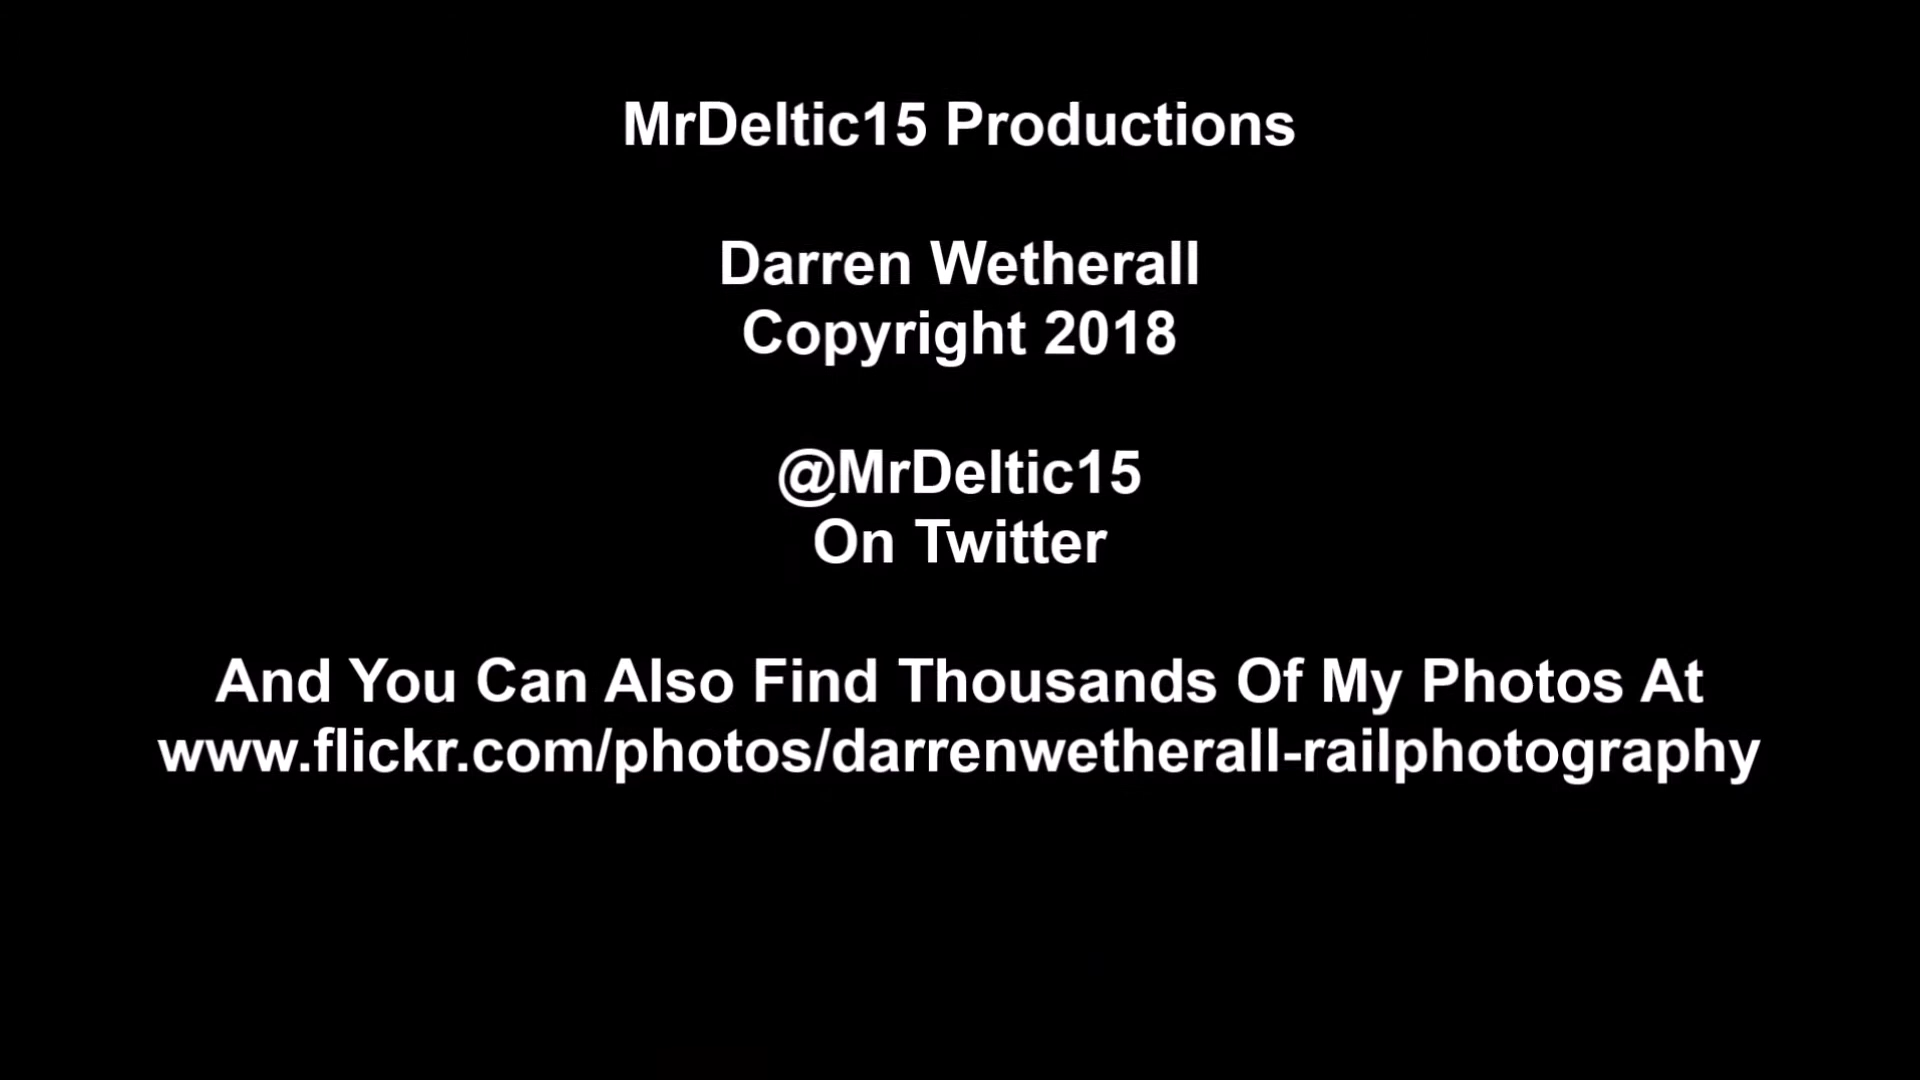 MrDeltic15 Productions
Darren Wetherall
Copyright 2018
@MrDeltic15
On Twitter
And You Can Also Find Thousands Of My Photos At
www.flickr.com/photos/darrenwetherall-railphotography